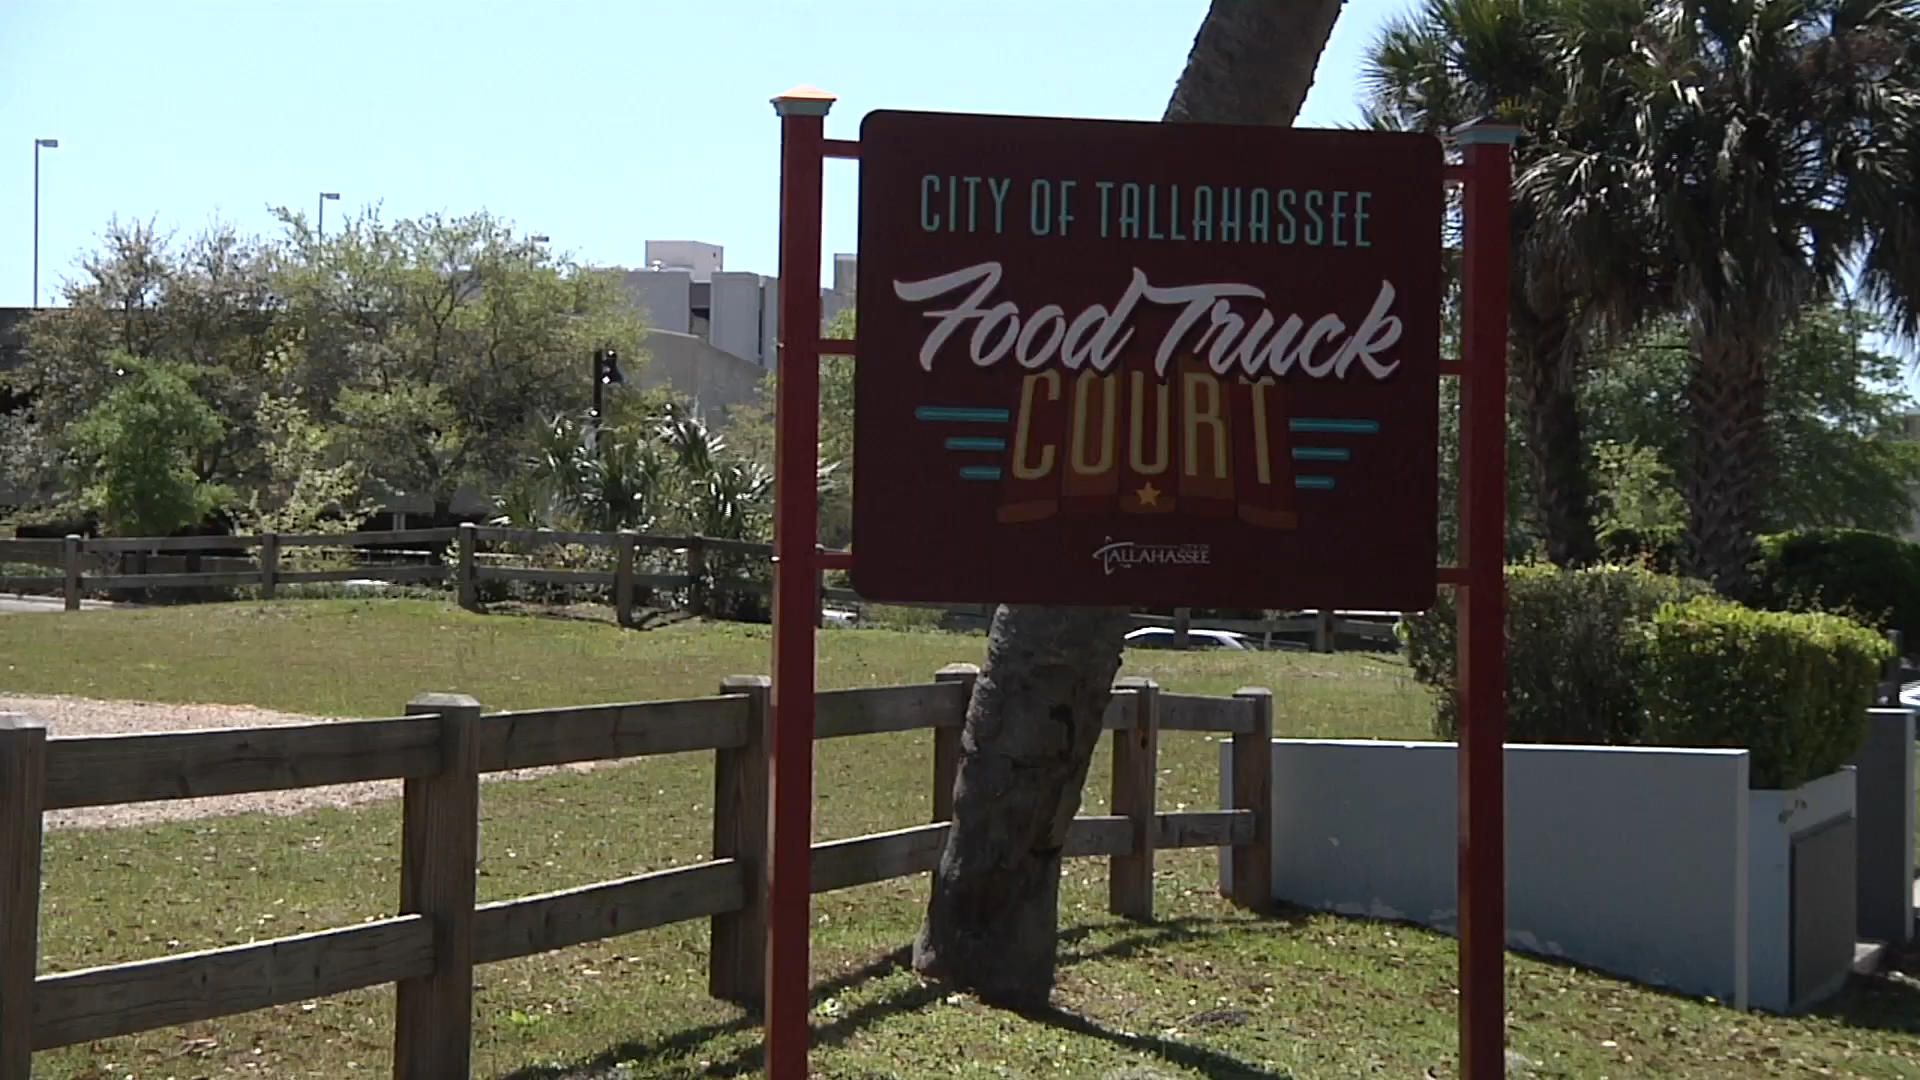 CITY OF TALLAHASSEE
Food Truck
COURT
TALLAHASSEE